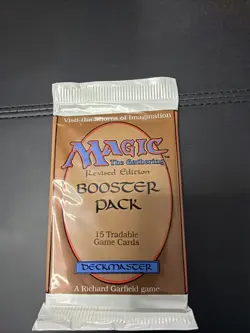 Visit the Shores of Imagination
MAGIC
The Gathering™
Revised Edition
BOOSTER
PACK
15 Tradable
Game Cards
DECKMASTER
A Richard Garfield game